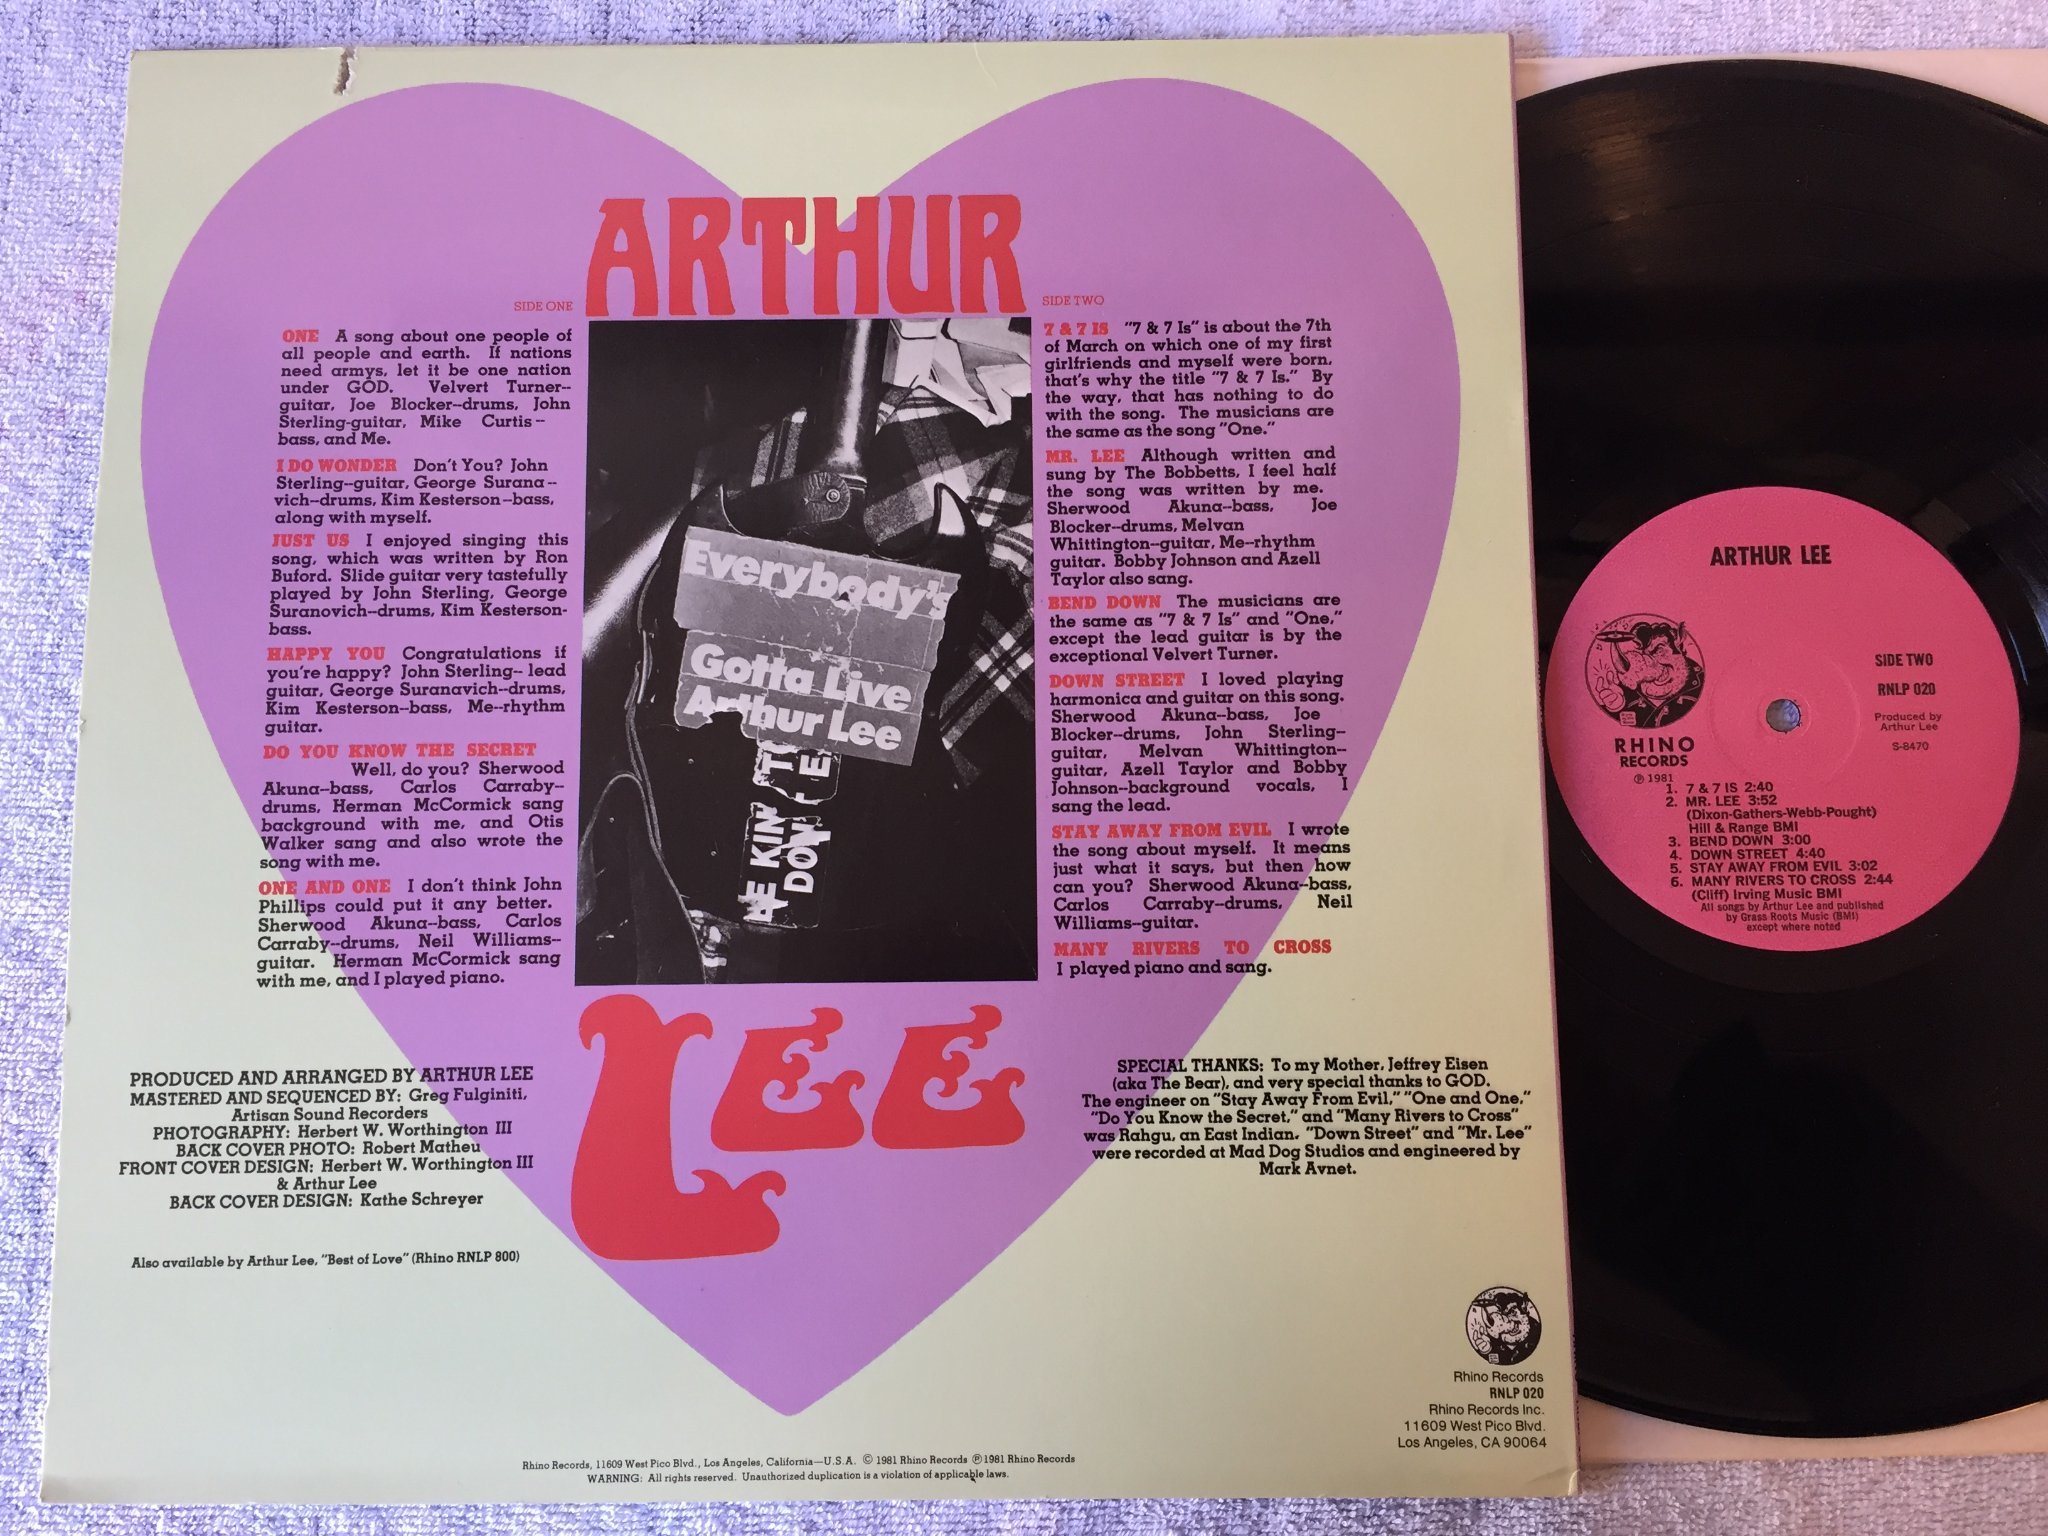 ARTHUR
SIDE ONE
ONE A song about one people of
all people and earth. If nations
need armys, let it be one nation
under GOD. Velvert Turner--
guitar, Joe Blocker--drums, John
Sterling-guitar, Mike Curtis--
bass, and Me.
I DO WONDER Don't You? John
Sterling--guitar, George Surana--
vich--drums, Kim Kesterson--bass,
along with myself.
JUST US I enjoyed singing this
song, which was written by Ron
Buford. Slide guitar very tastefully
played by John Sterling, George
Suranovich--drums, Kim Kesterson-
bass.
HAPPY YOU Congratulations if
you're happy? John Sterling-- lead
guitar, George Suranavich--drums,
Kim Kesterson--bass, Me--rhythm
guitar.
DO YOU KNOW THE SECRET
Well, do you? Sherwood
Akuna--bass, Carlos Carraby--
drums, Herman McCormick sang
background with me, and Otis
Walker sang and also wrote the
song with me.
ONE AND ONE I don't think John
Phillips could put it any better.
Sherwood Akuna--bass, Carlos
Carraby--drums, Neil Williams--
guitar. Herman McCormick sang
with me, and I played piano.
Everybody's
Gotta Live
Arthur Lee
SIDE TWO
7 & 7 IS "7 & 7 Is" is about the 7th
of March on which one of my first
girlfriends and myself were born,
that's why the title "7 & 7 Is." By
the way, that has nothing to do
with the song. The musicians are
the same as the song "One."
MR. LEE Although written and
sung by The Bobbetts, I feel half
the song was written by me.
Sherwood Akuna--bass, Joe
Blocker--drums, Melvan
Whittington--guitar, Me--rhythm
guitar. Bobby Johnson and Azell
Taylor also sang.
BEND DOWN The musicians are
the same as "7 & 7 Is" and "One,"
except the lead guitar is by the
exceptional Velvert Turner.
DOWN STREET I loved playing
harmonica and guitar on this song.
Sherwood Akuna--bass, Joe
Blocker--drums, John Sterling--
guitar, Melvan Whittington--
guitar, Azell Taylor and Bobby
Johnson--background vocals, I
sang the lead.
STAY AWAY FROM EVIL I wrote
the song about myself. It means
just what it says, but then how
can you? Sherwood Akuna--bass,
Carlos Carraby--drums, Neil
Williams--guitar.
MANY RIVERS TO CROSS
I played piano and sang.
LEE
PRODUCED AND ARRANGED BY ARTHUR LEE
MASTERED AND SEQUENCED BY: Greg Fulginiti,
Artisan Sound Recorders
PHOTOGRAPHY: Herbert W. Worthington III
BACK COVER PHOTO: Robert Matheu
FRONT COVER DESIGN: Herbert W. Worthington III
& Arthur Lee
BACK COVER DESIGN: Kathe Schreyer
Also available by Arthur Lee, "Best of Love" (Rhino RNLP 800)
SPECIAL THANKS: To my Mother, Jeffrey Eisen
(aka The Bear), and very special thanks to GOD.
The engineer on "Stay Away From Evil," "One and One,"
"Do You Know the Secret," and "Many Rivers to Cross"
was Rahgu, an East Indian. "Down Street" and "Mr. Lee"
were recorded at Mad Dog Studios and engineered by
Mark Avnet.
Rhino Records
RNLP 020
Rhino Records Inc.
11609 West Pico Blvd.
Los Angeles, CA 90064
Rhino Records, 11609 West Pico Blvd., Los Angeles, California—U.S.A. © 1981 Rhino Records ℗ 1981 Rhino Records
WARNING: All rights reserved. Unauthorized duplication is a violation of applicable laws.
ARTHUR LEE
SIDE TWO
RNLP 020
Produced by
Arthur Lee
S-8470
RHINO
RECORDS
℗ 1981
1. 7 & 7 IS 2:40
2. MR. LEE 3:52
(Dixon-Gathers-Webb-Pought)
Hill & Range BMI
3. BEND DOWN 3:00
4. DOWN STREET 4:40
5. STAY AWAY FROM EVIL 3:02
6. MANY RIVERS TO CROSS 2:44
(Cliff) Irving Music BMI
All songs by Arthur Lee and published
by Grass Roots Music (BMI)
except where noted